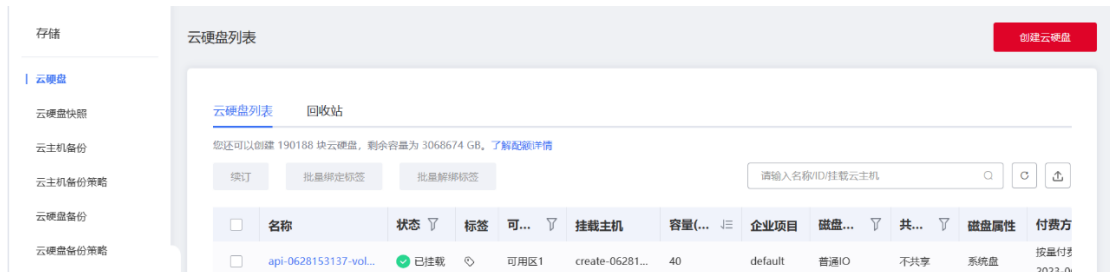 存储
云硬盘列表
创建云硬盘
云硬盘
云硬盘快照
云主机备份
云主机备份策略
云硬盘备份
云硬盘备份策略
云硬盘列表 回收站
您还可以创建 190188 块云硬盘，剩余容量为 3068674 GB。了解配额详情
续订 批量绑定标签 批量解绑标签 请输入名称/ID/挂载云主机
名称 状态 标签 可... 挂载主机 容量(... 企业项目 磁盘... 共... 磁盘属性 付费方
api-0628153137-vol... 已挂载 可用区1 create-06281... 40 default 普通IO 不共享 系统盘 按量付费